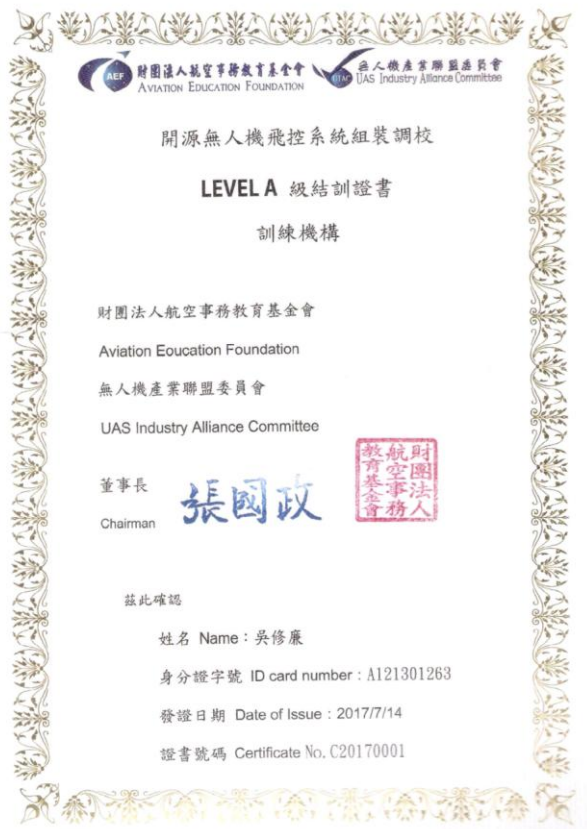 AEF
財團法人航空事務教育基金會
AVIATION EDUCATION FOUNDATION
UITAC
無人機產業聯盟委員會
UAS Industry Alliance Committee
開源無人機飛控系統組裝調校
LEVEL A 級結訓證書
訓練機構
財團法人航空事務教育基金會
Aviation Eoucation Foundation
無人機產業聯盟委員會
UAS Industry Alliance Committee
董事長
Chairman
張國政
財團法人
航空事務
教育基金會
茲此確認
姓名 Name:吳修廉
身分證字號 ID card number : A121301263
發證日期 Date of Issue : 2017/7/14
證書號碼 Certificate No. C20170001